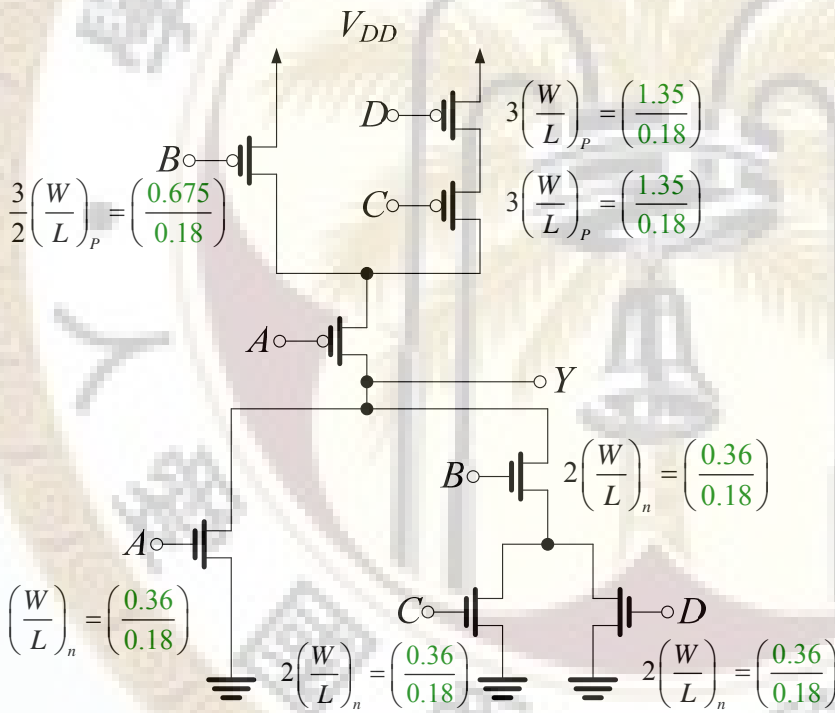 V_{DD}
D
3(W/L)_P = (1.35/0.18)
B
3/2(W/L)_P = (0.675/0.18)
C
3(W/L)_P = (1.35/0.18)
A
Y
B
2(W/L)_n = (0.36/0.18)
A
(W/L)_n = (0.36/0.18)
C
D
2(W/L)_n = (0.36/0.18)
2(W/L)_n = (0.36/0.18)